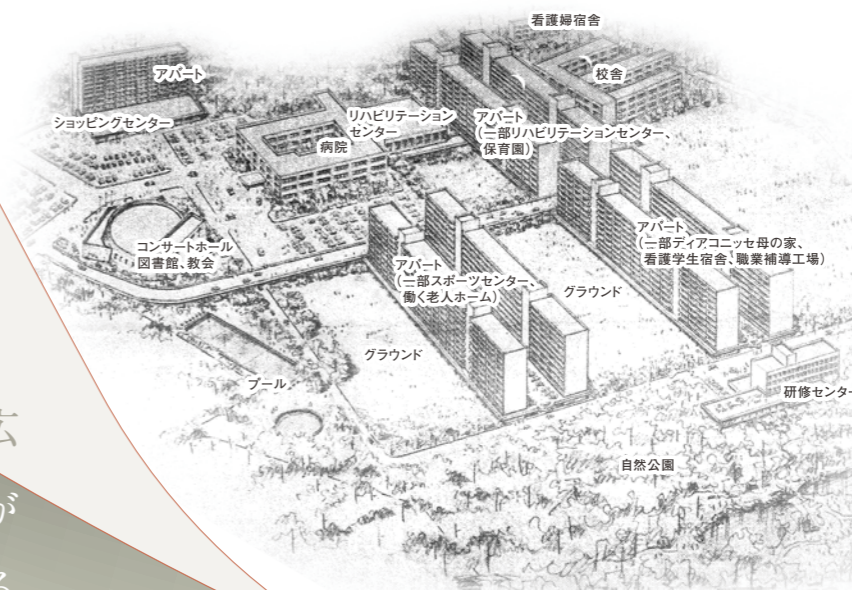 看護婦宿舎
アパート
校舎
ショッピングセンター
リハビリテーション
センター
アパート
（一部リハビリテーションセンター、
保育園）
病院
コンサートホール
図書館、教会
アパート
（一部ディアコニッセ母の家、
看護学生宿舎、職業補導工場）
アパート
（一部スポーツセンター、
働く老人ホーム）
グラウンド
グラウンド
プール
研修センター
自然公園
広
が
る